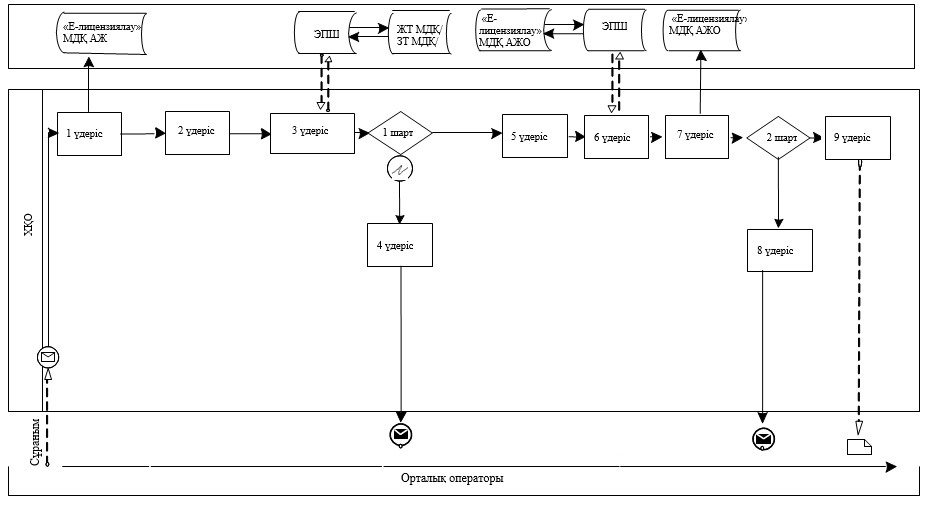 «Е-лицензиялау»
МДҚ АЖ
ЭПШ
ЖТ МДҚ/
ЗТ МДҚ/
«Е-
лицензиялау»
МДҚ АЖО
ЭПШ
«Е-лицензиялау»
МДҚ АЖО
1 үдеріс
2 үдеріс
3 үдеріс
1 шарт
5 үдеріс
6 үдеріс
7 үдеріс
2 шарт
9 үдеріс
ХҚО
4 үдеріс
8 үдеріс
Сұраным
Орталық операторы